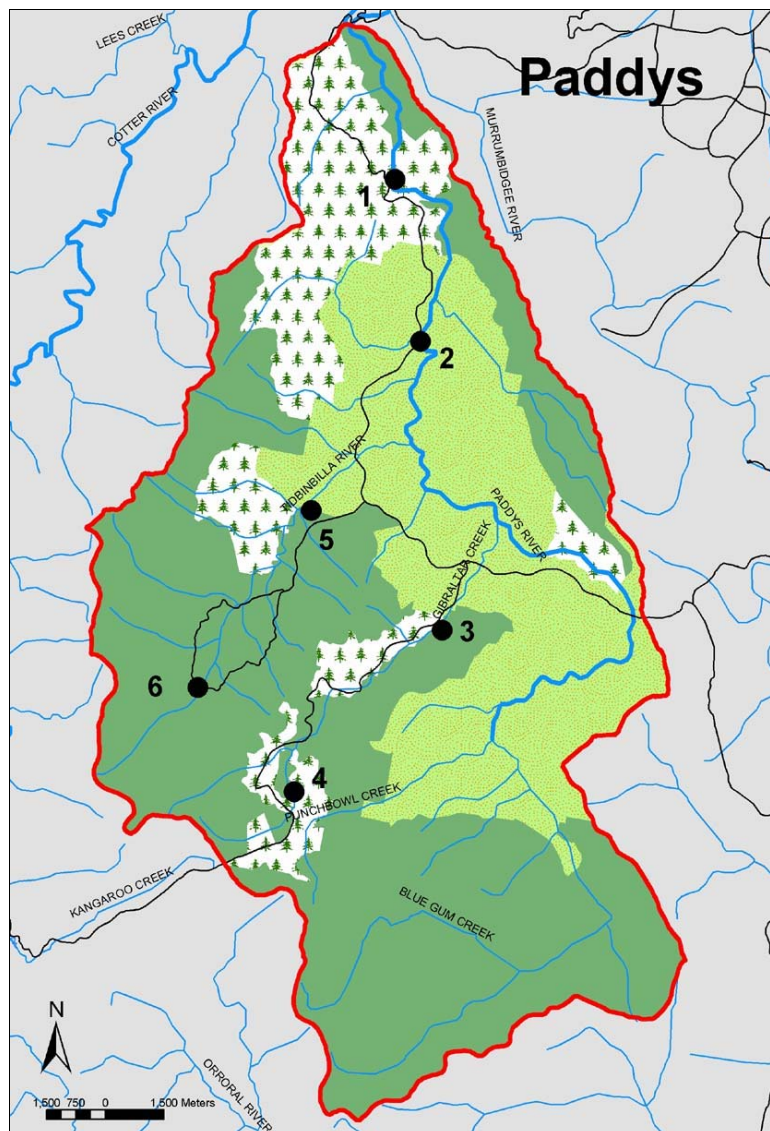 LEES CREEK
Paddys
COTTER RIVER
MURRUMBIDGEE RIVER
1
2
TIDBINBILLA RIVER
5
PADDYS RIVER
GIBRALTAR CREEK
3
6
4
PUNCHBOWL CREEK
KANGAROO CREEK
BLUE GUM CREEK
N
ORRORAL RIVER
1,500 750 0 1,500 Meters